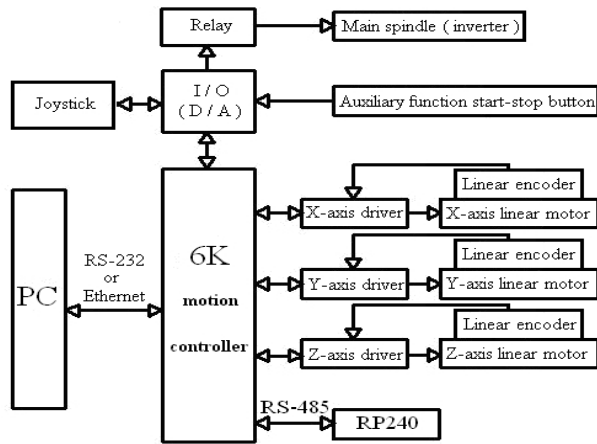 Relay
Main spindle ( inverter )
Joystick
I / O
( D / A )
Auxiliary function start-stop button
PC
RS-232
or
Ethernet
6K
motion
controller
Linear encoder
X-axis driver
X-axis linear motor
Linear encoder
Y-axis driver
Y-axis linear motor
Linear encoder
Z-axis driver
Z-axis linear motor
RS-485
RP240